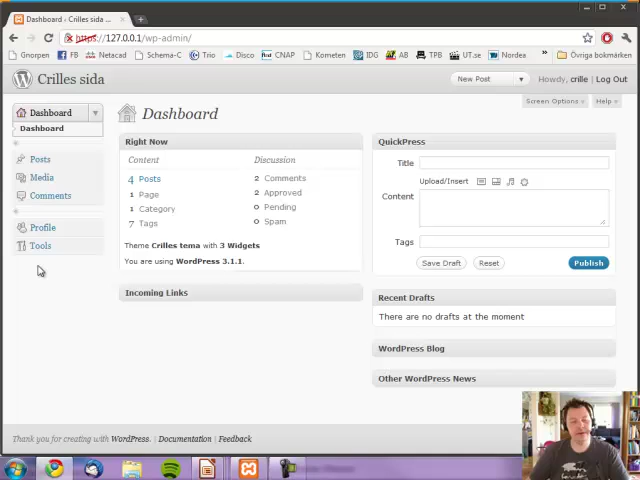 Dashboard ‹ Crilles sida ...
https://127.0.0.1/wp-admin/
Gnorpen FB Netacad Schema-C Trio Disco CNAP Kometen IDG AB TPB UT.se Nordea » Övriga bokmärken
Crilles sida
New Post
Howdy, crille | Log Out
Screen Options
Help
Dashboard
Dashboard
Posts
Media
Comments
Profile
Tools
Dashboard
Right Now
Content
Discussion
4 Posts
2 Comments
1 Page
2 Approved
1 Category
0 Pending
7 Tags
0 Spam
Theme Crilles tema with 3 Widgets
You are using WordPress 3.1.1.
Incoming Links
QuickPress
Title
Upload/Insert
Content
Tags
Save Draft
Reset
Publish
Recent Drafts
There are no drafts at the moment
WordPress Blog
Other WordPress News
Thank you for creating with WordPress. | Documentation | Feedback